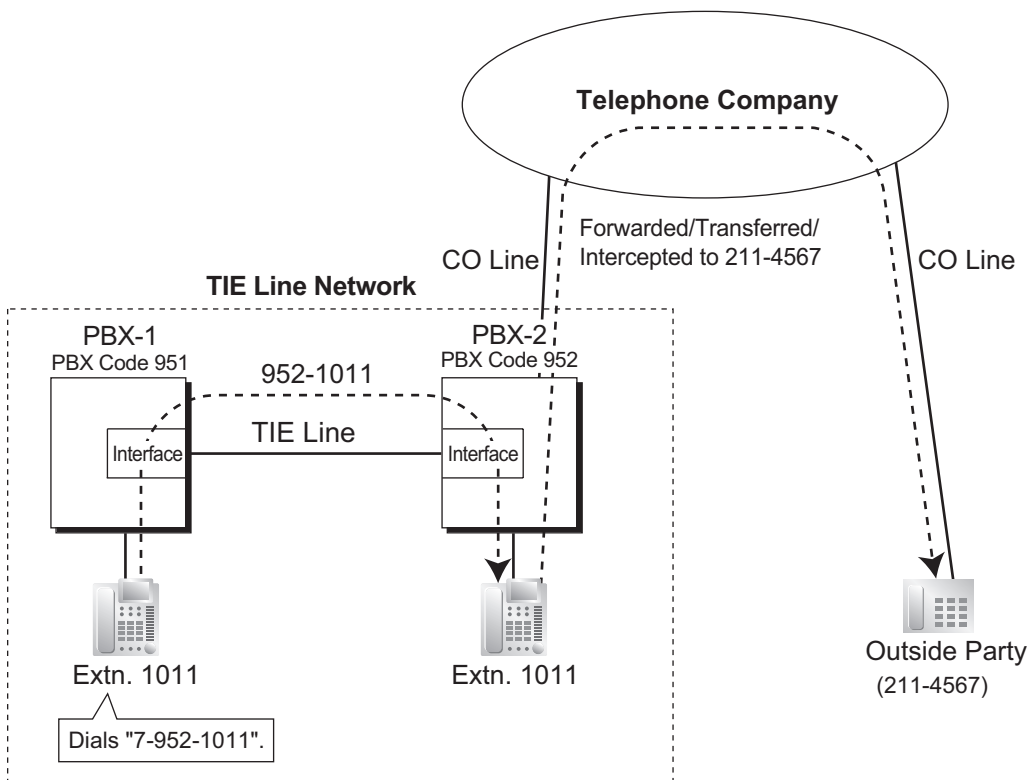 Telephone Company
Forwarded/Transferred/
Intercepted to 211-4567
CO Line
CO Line
TIE Line Network
PBX-1
PBX Code 951
PBX-2
PBX Code 952
952-1011
TIE Line
Interface
Interface
Extn. 1011
Extn. 1011
Outside Party
(211-4567)
Dials "7-952-1011".